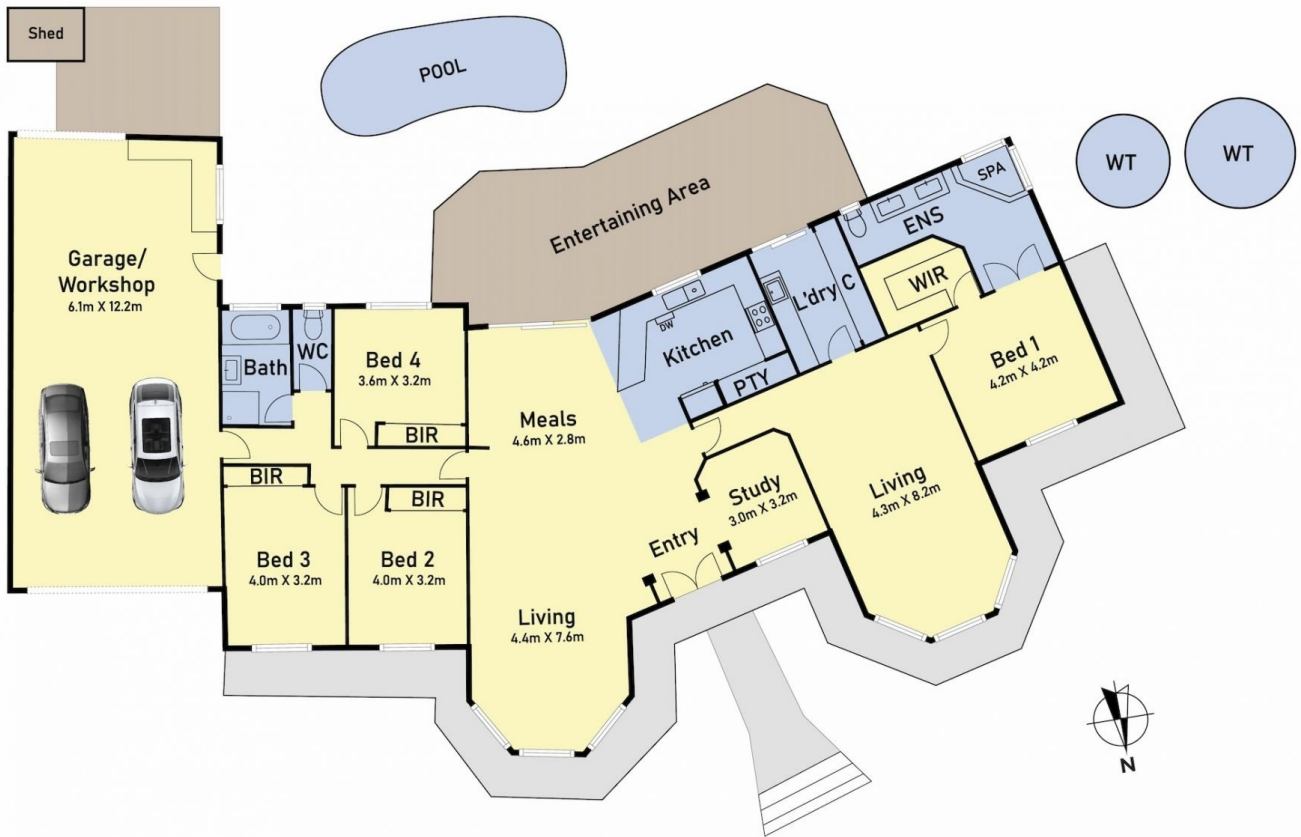 Shed
POOL
WT
WT
Entertaining Area
SPA
ENS
WIR
L'dry
C
Garage/
Workshop
6.1m X 12.2m
Bath
WC
Bed 4
3.6m X 3.2m
BIR
DW
Kitchen
PTY
Bed 1
4.2m X 4.2m
Meals
4.6m X 2.8m
BIR
BIR
Study
3.0m X 3.2m
Living
4.3m X 8.2m
Bed 3
4.0m X 3.2m
Bed 2
4.0m X 3.2m
Entry
Living
4.4m X 7.6m
N